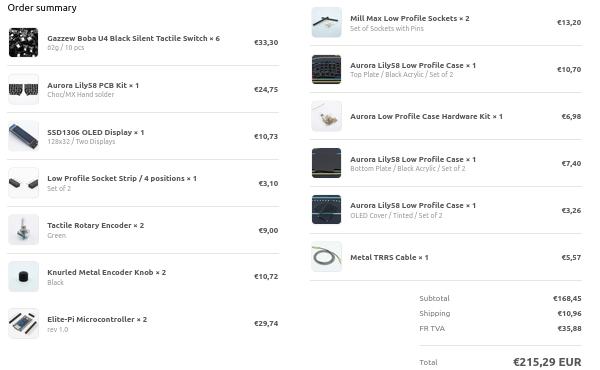 Order summary
Gazzew Boba U4 Black Silent Tactile Switch × 6
62g / 10 pcs
€33,30
Aurora Lily58 PCB Kit × 1
Choc/MX Hand solder
€24,75
SSD1306 OLED Display × 1
128x32 / Two Displays
€10,73
Low Profile Socket Strip / 4 positions × 1
Set of 2
€3,10
Tactile Rotary Encoder × 2
Green
€9,00
Knurled Metal Encoder Knob × 2
Black
€10,72
Elite-Pi Microcontroller × 2
rev 1.0
€29,74
Mill Max Low Profile Sockets × 2
Set of Sockets with Pins
€13,20
Aurora Lily58 Low Profile Case × 1
Top Plate / Black Acrylic / Set of 2
€10,70
Aurora Low Profile Case Hardware Kit × 1
€6,98
Aurora Lily58 Low Profile Case × 1
Bottom Plate / Black Acrylic / Set of 2
€7,40
Aurora Lily58 Low Profile Case × 1
OLED Cover / Tinted / Set of 2
€3,26
Metal TRRS Cable × 1
€5,57
Subtotal
€168,45
Shipping
€10,96
FR TVA
€35,88
Total
€215,29 EUR